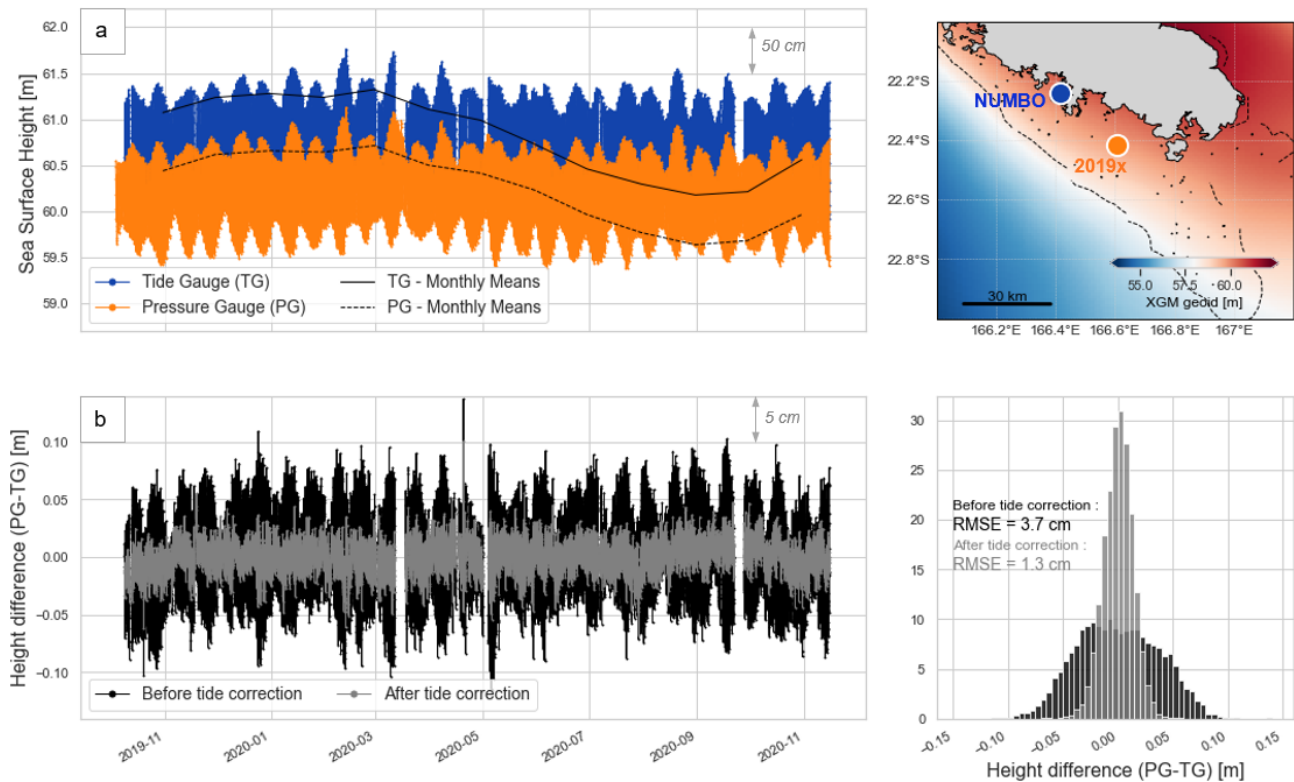 a
62.0
61.5
61.0
60.5
60.0
59.5
59.0
Sea Surface Height [m]
50 cm
Tide Gauge (TG)
Pressure Gauge (PG)
TG - Monthly Means
PG - Monthly Means
NUMBO
2019x
22.2°S
22.4°S
22.6°S
22.8°S
55.0 57.5 60.0
XGM geoid [m]
30 km
166.2°E 166.4°E 166.6°E 166.8°E 167°E
b
0.10
0.05
0.00
−0.05
−0.10
Height difference (PG-TG) [m]
5 cm
Before tide correction
After tide correction
2019-11 2020-01 2020-03 2020-05 2020-07 2020-09 2020-11
30
25
20
15
10
5
0
Before tide correction :
RMSE = 3.7 cm
After tide correction :
RMSE = 1.3 cm
−0.15 −0.10 −0.05 0.00 0.05 0.10 0.15
Height difference (PG-TG) [m]